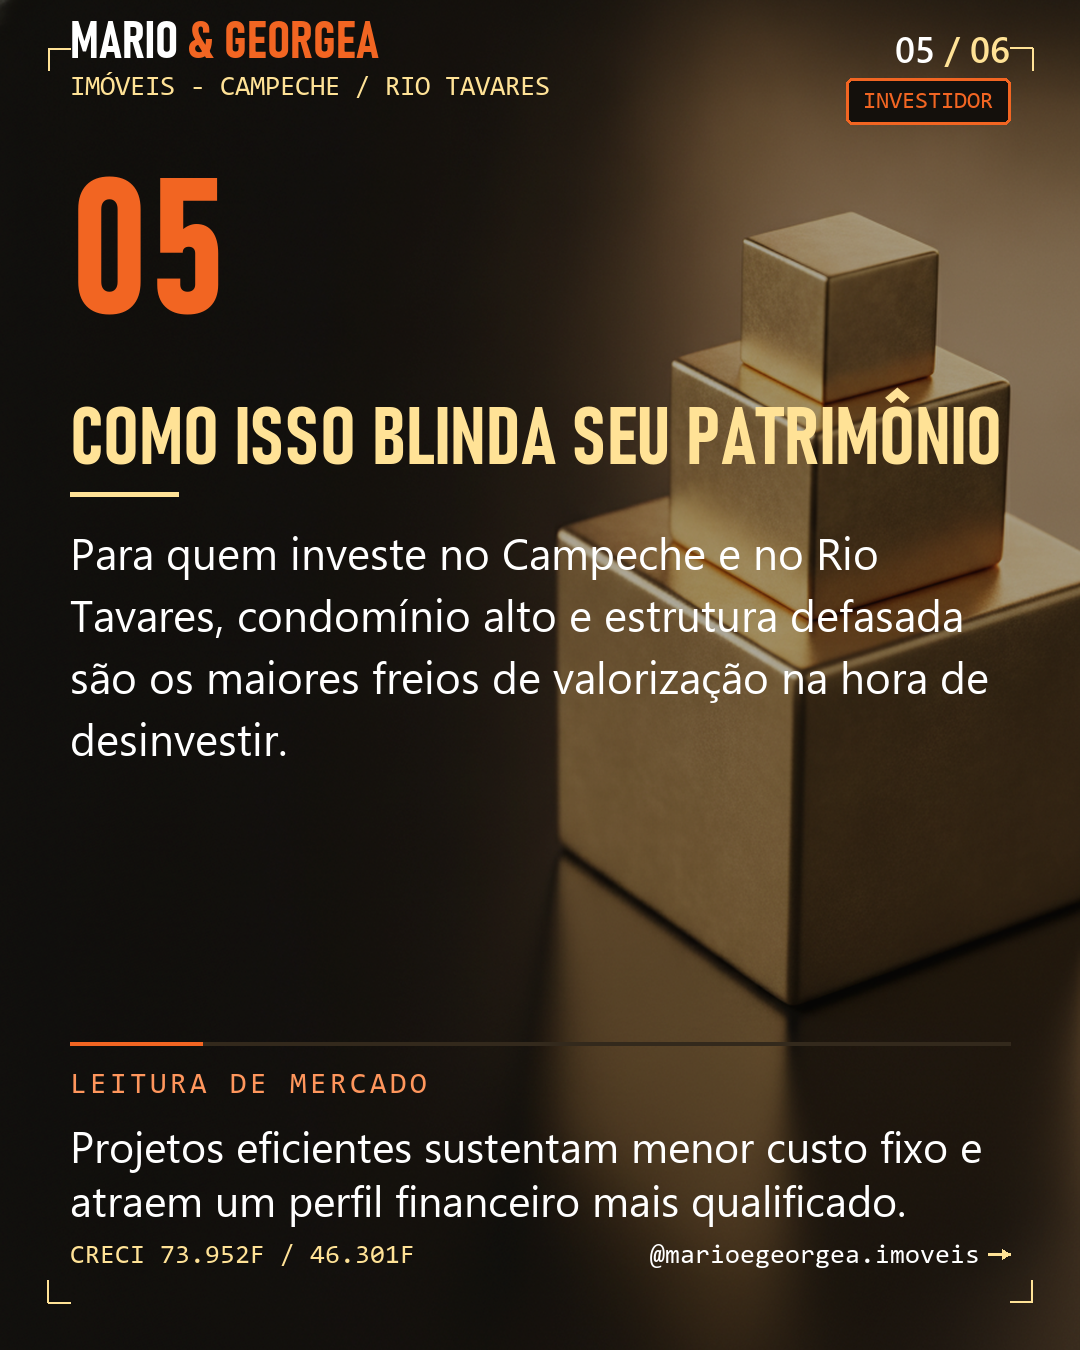 MARIO & GEORGEA
IMÓVEIS - CAMPECHE / RIO TAVARES
05 / 06
INVESTIDOR
05
COMO ISSO BLINDA SEU PATRIMÔNIO
Para quem investe no Campeche e no Rio
Tavares, condomínio alto e estrutura defasada
são os maiores freios de valorização na hora de
desinvestir.
LEITURA DE MERCADO
Projetos eficientes sustentam menor custo fixo e
atraem um perfil financeiro mais qualificado.
CRECI 73.952F / 46.301F
@marioegeorgea.imoveis